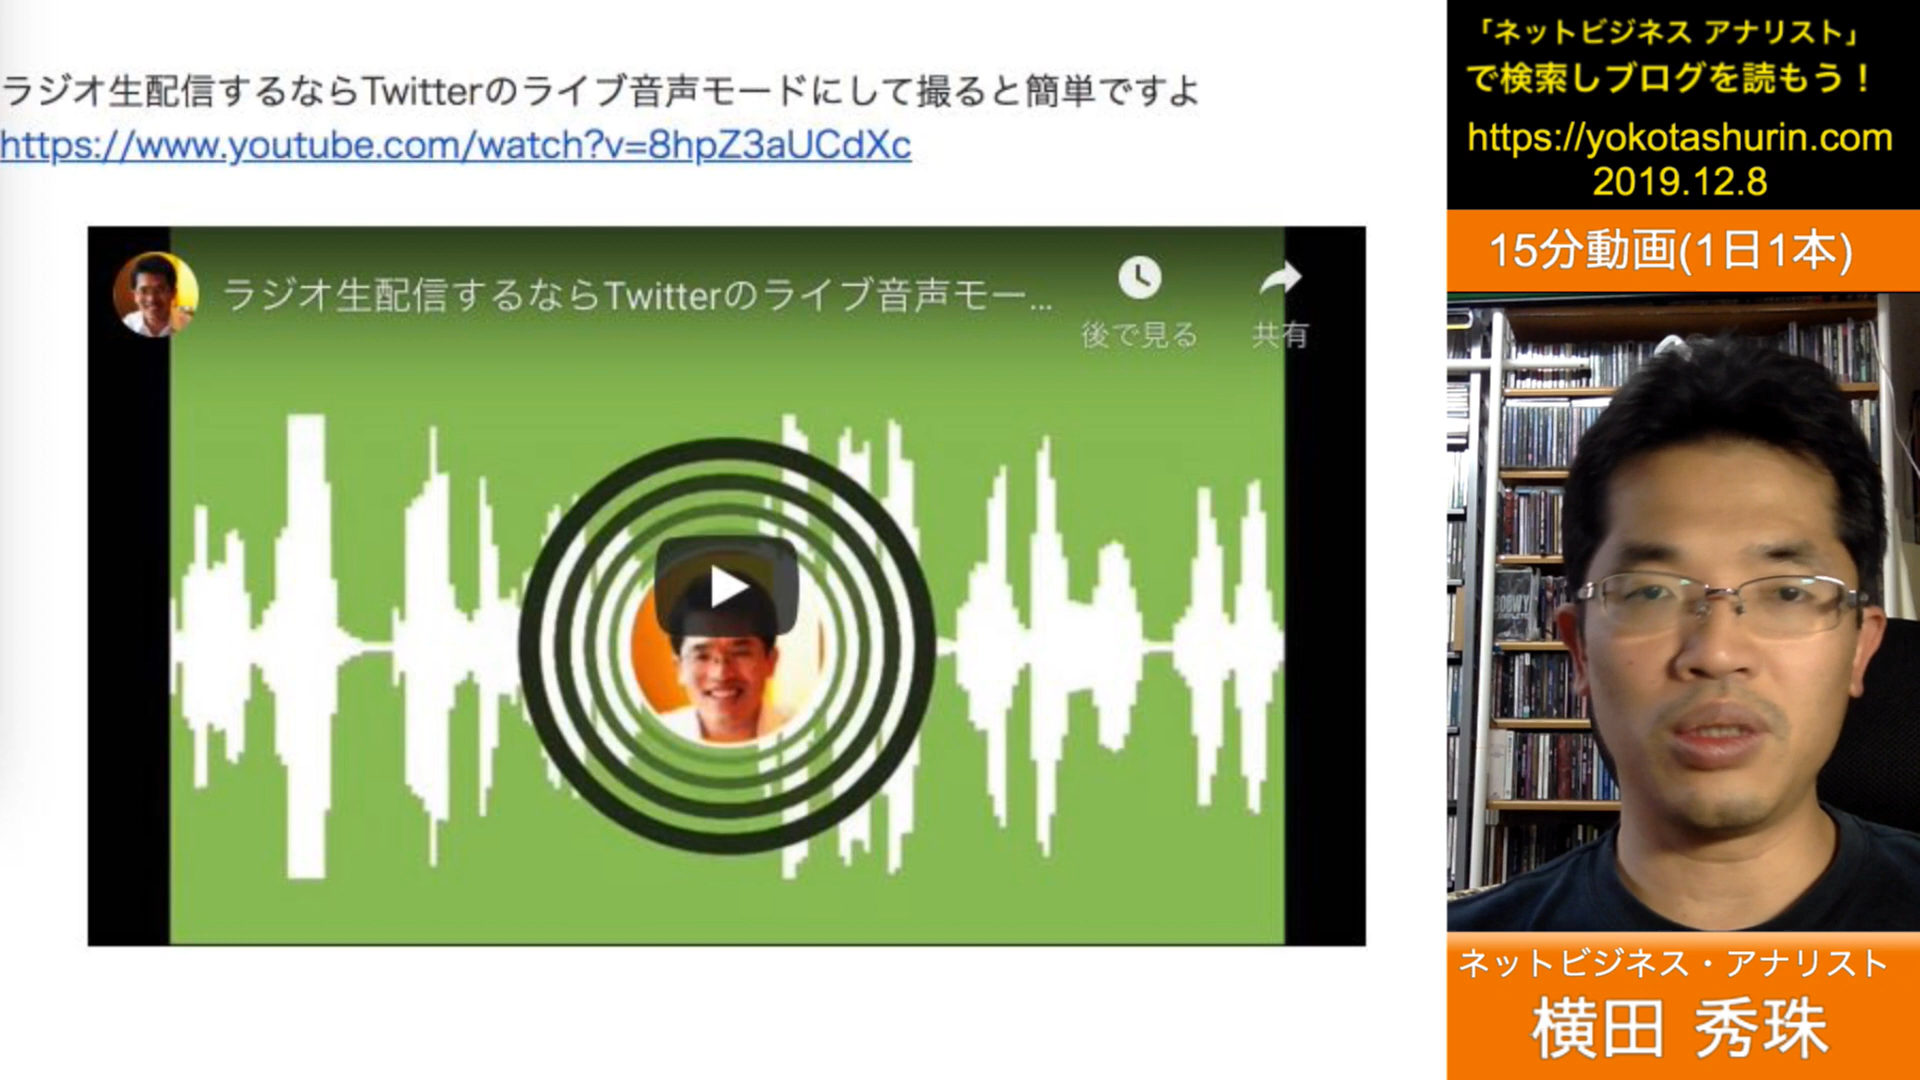 ラジオ生配信するならTwitterのライブ音声モードにして撮ると簡単ですよ
https://www.youtube.com/watch?v=8hpZ3aUCdXc
ラジオ生配信するならTwitterのライブ音声モー...
後で見る
共有
「ネットビジネス アナリスト」
で検索しブログを読もう！
https://yokotashurin.com
2019.12.8
15分動画(1日1本)
BOØWY
ネットビジネス・アナリスト
横田 秀珠